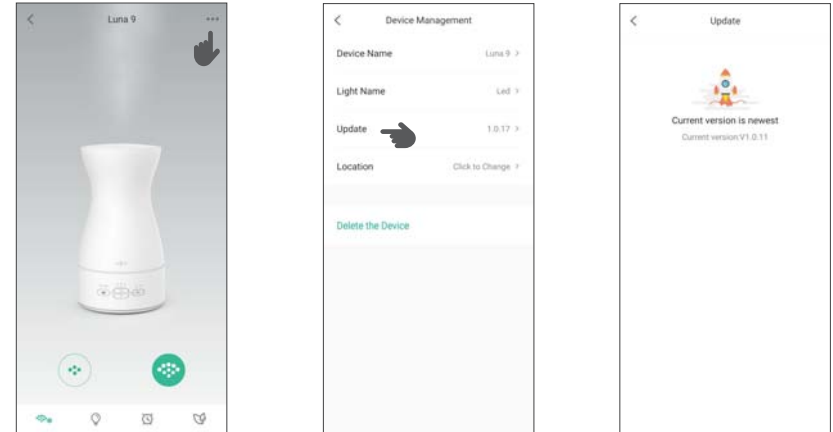 Luna 9
Device Management
Device Name Luna 9
Light Name Led
Update 1.0.17
Location Click to Change
Delete the Device
Update
Current version is newest
Current version:V1.0.11